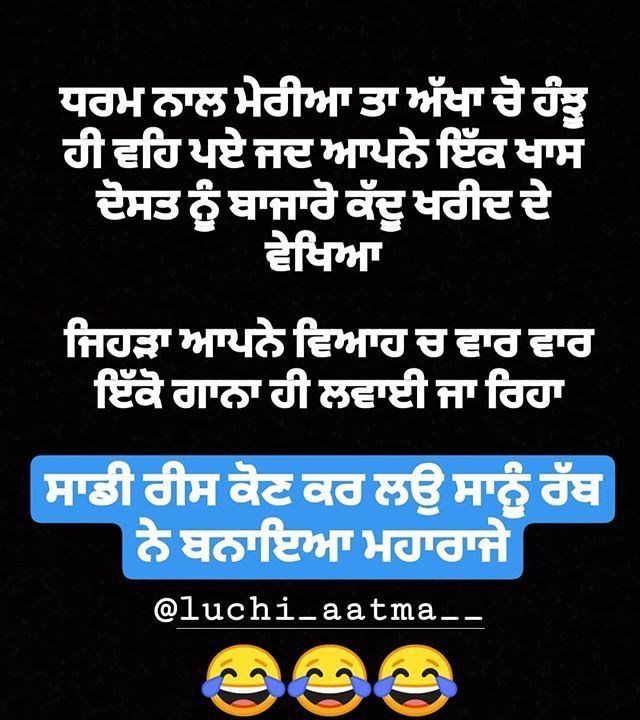 ਧਰਮ ਨਾਲ ਮੇਰੀਆ ਤਾ ਅੱਖਾ ਚੋ ਹੰਝੂ
ਹੀ ਵਹਿ ਪਏ ਜਦ ਆਪਨੇ ਇੱਕ ਖਾਸ
ਦੋਸਤ ਨੂੰ ਬਾਜਾਰੋ ਕੱਦੂ ਖਰੀਦ ਦੇ
ਵੇਖਿਆ
ਜਿਹੜਾ ਆਪਨੇ ਵਿਆਹ ਚ ਵਾਰ ਵਾਰ
ਇੱਕੋ ਗਾਨਾ ਹੀ ਲਵਾਈ ਜਾ ਰਿਹਾ
ਸਾਡੀ ਰੀਸ ਕੋਣ ਕਰ ਲਉ ਸਾਨੂੰ ਰੱਬ
ਨੇ ਬਨਾਇਆ ਮਹਾਰਾਜੇ
@luchi_aatma__
😂😂😂